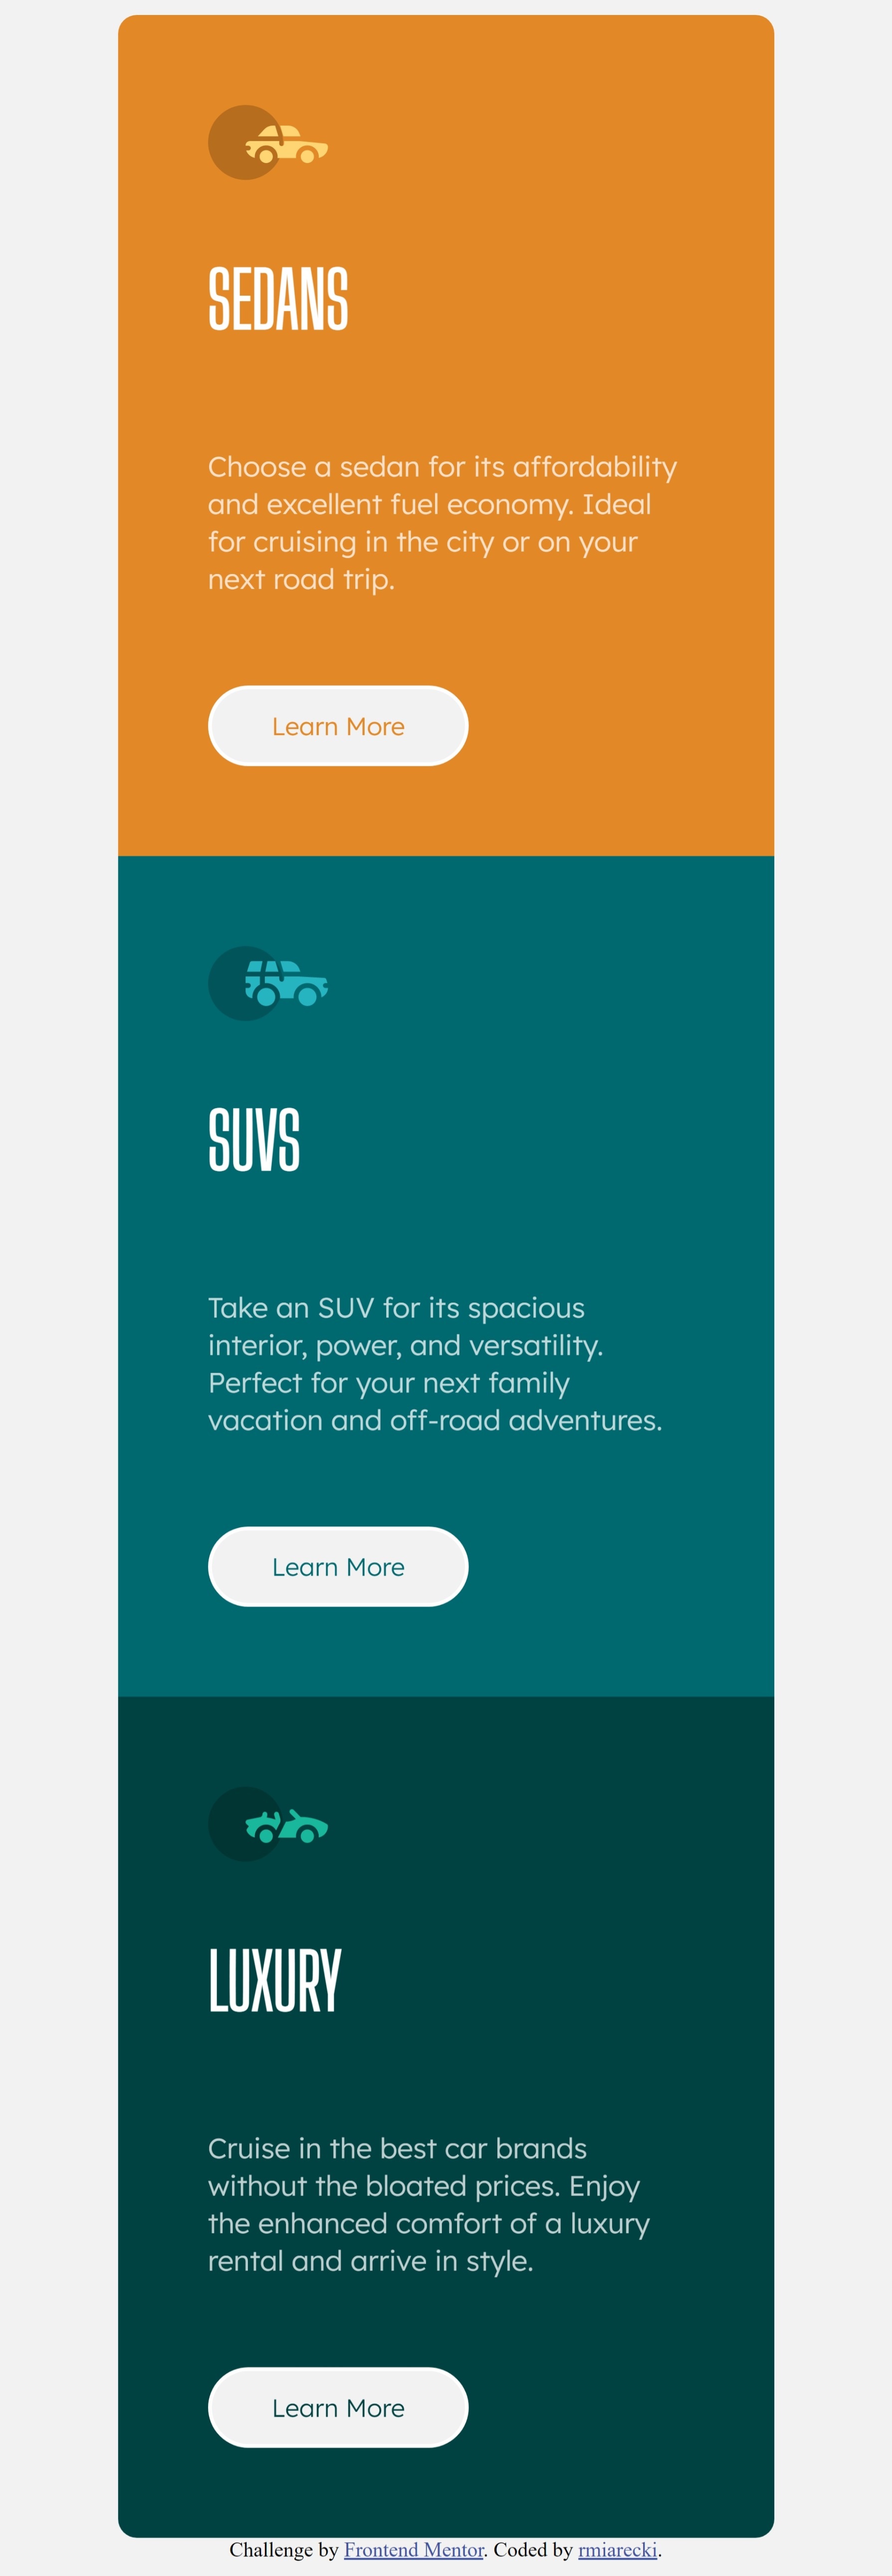 SEDANS
Choose a sedan for its affordability
and excellent fuel economy. Ideal
for cruising in the city or on your
next road trip.
Learn More
SUVS
Take an SUV for its spacious
interior, power, and versatility.
Perfect for your next family
vacation and off-road adventures.
Learn More
LUXURY
Cruise in the best car brands
without the bloated prices. Enjoy
the enhanced comfort of a luxury
rental and arrive in style.
Learn More
Challenge by Frontend Mentor. Coded by rmiarecki.